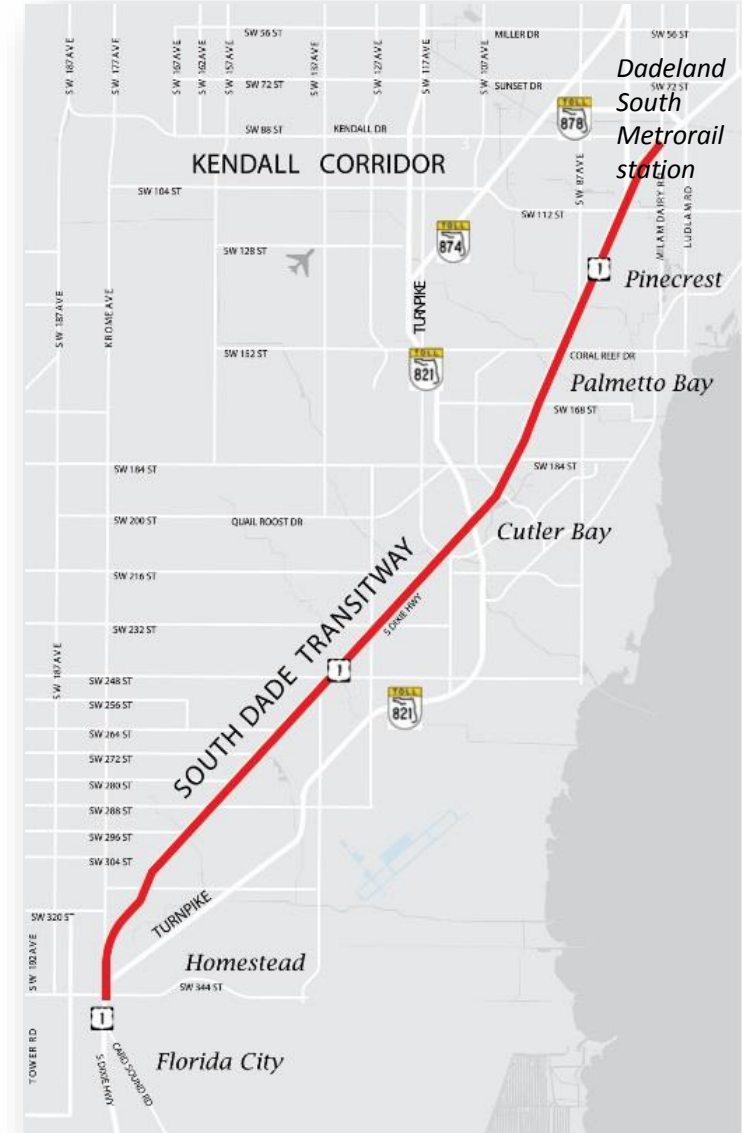 SW 56 ST
MILLER DR
SW 56 ST
SW 187 AVE
SW 177 AVE
SW 167 AVE
SW 162 AVE
SW 157 AVE
SW 137 AVE
SW 127 AVE
SW 117 AVE
SW 107 AVE
Dadeland
South
Metrorail
station
SW 72 ST
SUNSET DR
SW 72 ST
TOLL
878
SW 88 ST
KENDALL DR
KENDALL CORRIDOR
SW 87 AVE
MILAM DAIRY RD
LUDLAM RD
SW 104 ST
SW 112 ST
TOLL
874
SW 128 ST
1
Pinecrest
SW 187 AVE
KROME AVE
TURNPIKE
SW 152 ST
TOLL
821
CORAL REEF DR
Palmetto Bay
SW 168 ST
SW 184 ST
SW 184 ST
SW 200 ST
QUAIL ROOST DR
Cutler Bay
SW 216 ST
SOUTH DADE TRANSITWAY
S DIXIE HWY
SW 232 ST
SW 187 AVE
1
SW 248 ST
TOLL
821
SW 256 ST
SW 264 ST
SW 272 ST
SW 280 ST
SW 288 ST
SW 296 ST
SW 304 ST
SW 320 ST
TURNPIKE
SW 192 AVE
Homestead
SW 344 ST
1
TOWER RD
S DIXIE HWY
CARD SOUND RD
Florida City